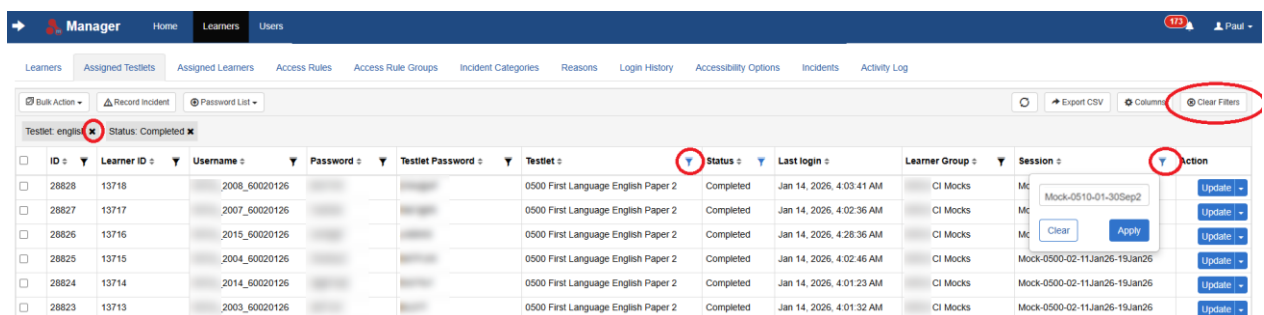 Manager Home Learners Users 173 Paul
Learners Assigned Testlets Assigned Learners Access Rules Access Rule Groups Incident Categories Reasons Login History Accessibility Options Incidents Activity Log
Bulk Action Record Incident Password List Export CSV Columns Clear Filters
Testlet: english Status: Completed
ID Learner ID Username Password Testlet Password Testlet Status Last login Learner Group Session Action
28828 13718 _2008_60020126 0500 First Language English Paper 2 Completed Jan 14, 2026, 4:03:41 AM CI Mocks Update
Mock-0510-01-30Sep2
28827 13717 _2007_60020126 0500 First Language English Paper 2 Completed Jan 14, 2026, 4:02:36 AM CI Mocks Update
28826 13716 _2015_60020126 0500 First Language English Paper 2 Completed Jan 14, 2026, 4:28:36 AM CI Mocks Update
Clear Apply
28825 13715 _2004_60020126 0500 First Language English Paper 2 Completed Jan 14, 2026, 4:02:46 AM CI Mocks Mock-0500-02-11Jan26-19Jan26 Update
28824 13714 _2014_60020126 0500 First Language English Paper 2 Completed Jan 14, 2026, 4:01:23 AM CI Mocks Mock-0500-02-11Jan26-19Jan26 Update
28823 13713 _2003_60020126 0500 First Language English Paper 2 Completed Jan 14, 2026, 4:01:32 AM CI Mocks Mock-0500-02-11Jan26-19Jan26 Update